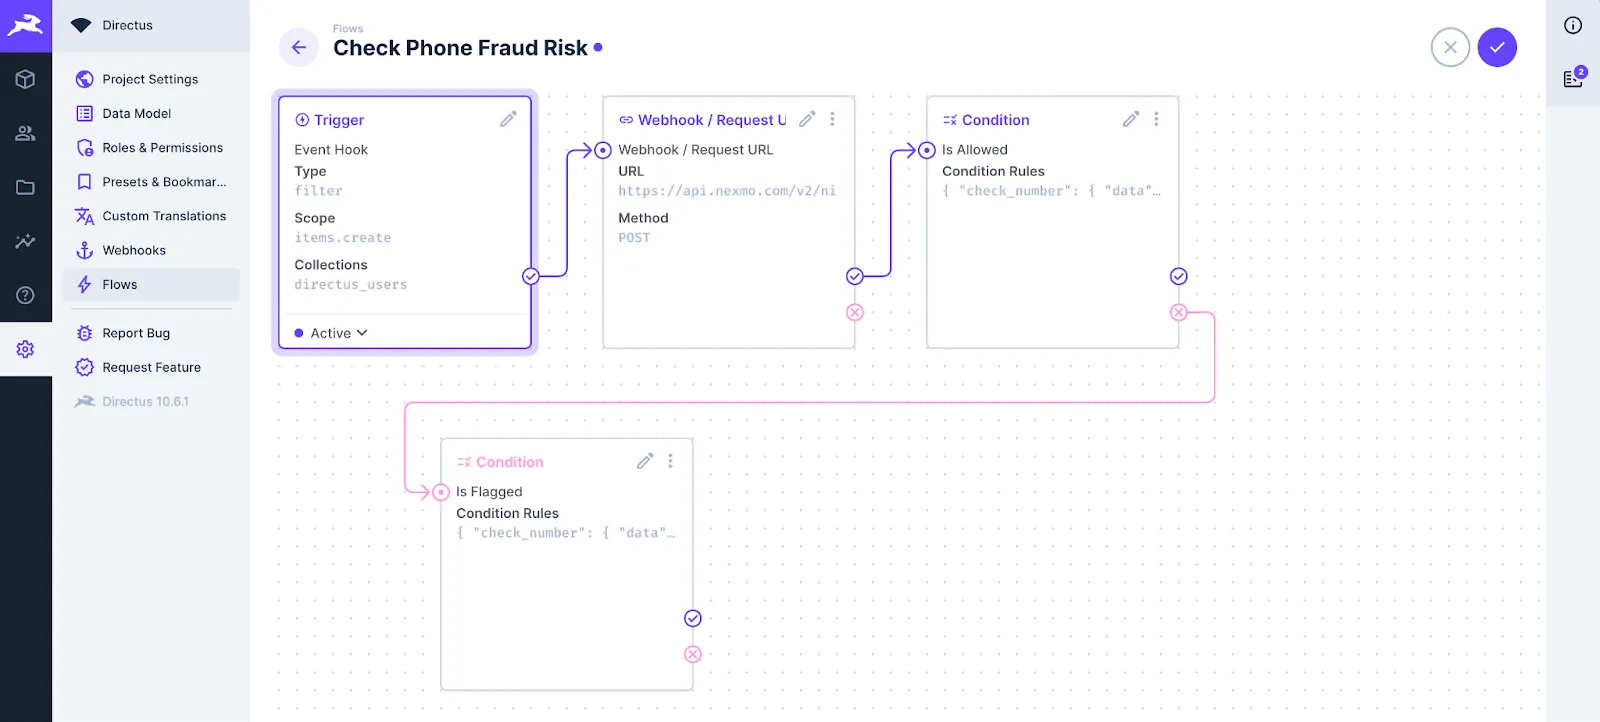 Directus
Project Settings
Data Model
Roles & Permissions
Presets & Bookmar...
Custom Translations
Webhooks
Flows
Report Bug
Request Feature
Directus 10.6.1
Flows
Check Phone Fraud Risk
2
Trigger
Event Hook
Type
filter
Scope
items.create
Collections
directus_users
Active
Webhook / Request U
Webhook / Request URL
URL
https://api.nexmo.com/v2/ni
Method
POST
Condition
Is Allowed
Condition Rules
{ "check_number": { "data"...
Condition
Is Flagged
Condition Rules
{ "check_number": { "data"...